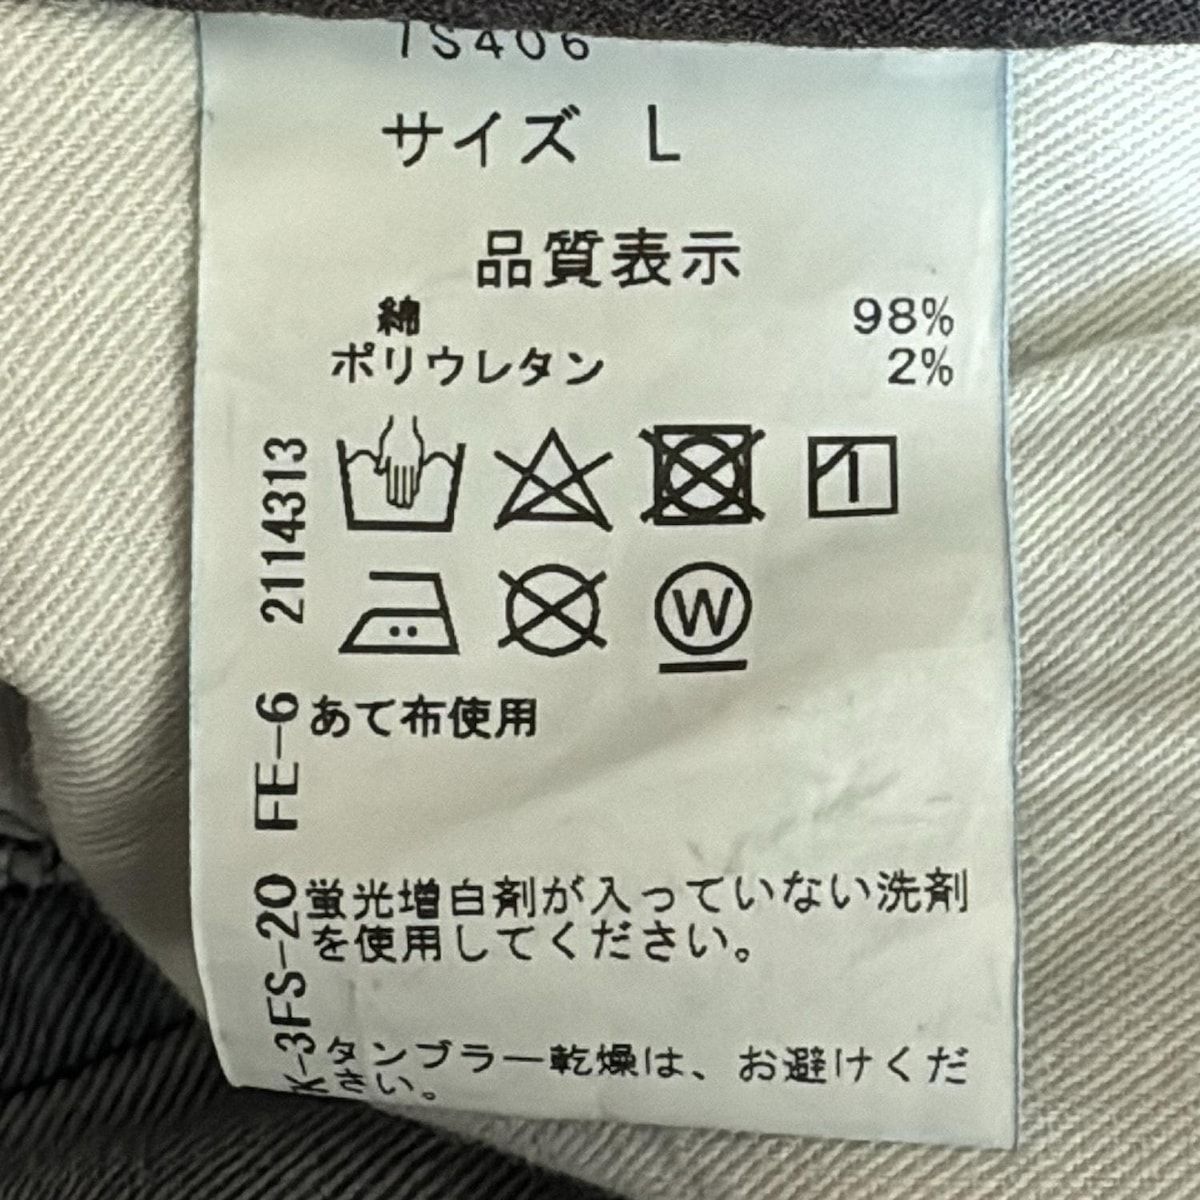 TS406
サイズ L
品質表示
綿 98%
ポリウレタン 2%
W
あて布使用
蛍光増白剤が入っていない洗剤
を使用してください。
タンブラー乾燥は、お避けくだ
さい。
K-3FS-20 FE-6 2114313